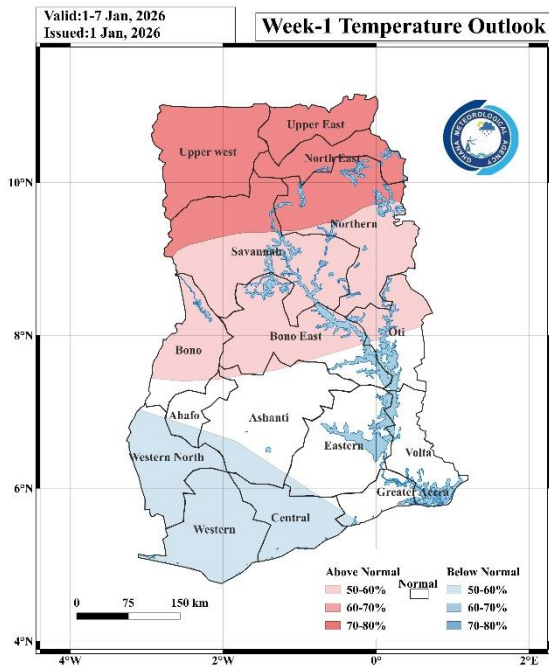 Valid:1-7 Jan, 2026
Issued:1 Jan, 2026
Week-1 Temperature Outlook
GHANA METEOROLOGICAL AGENCY
Upper East
Upper west
North East
10°N
Northern
Savannah
8°N
Oti
Bono East
Bono
Ahafo
Ashanti
Eastern
Volta
Western North
6°N
Greater Accra
Central
Western
Above Normal
Normal
Below Normal
50-60%
50-60%
60-70%
60-70%
70-80%
70-80%
0 75 150 km
4°N
4°W 2°W 0° 2°E